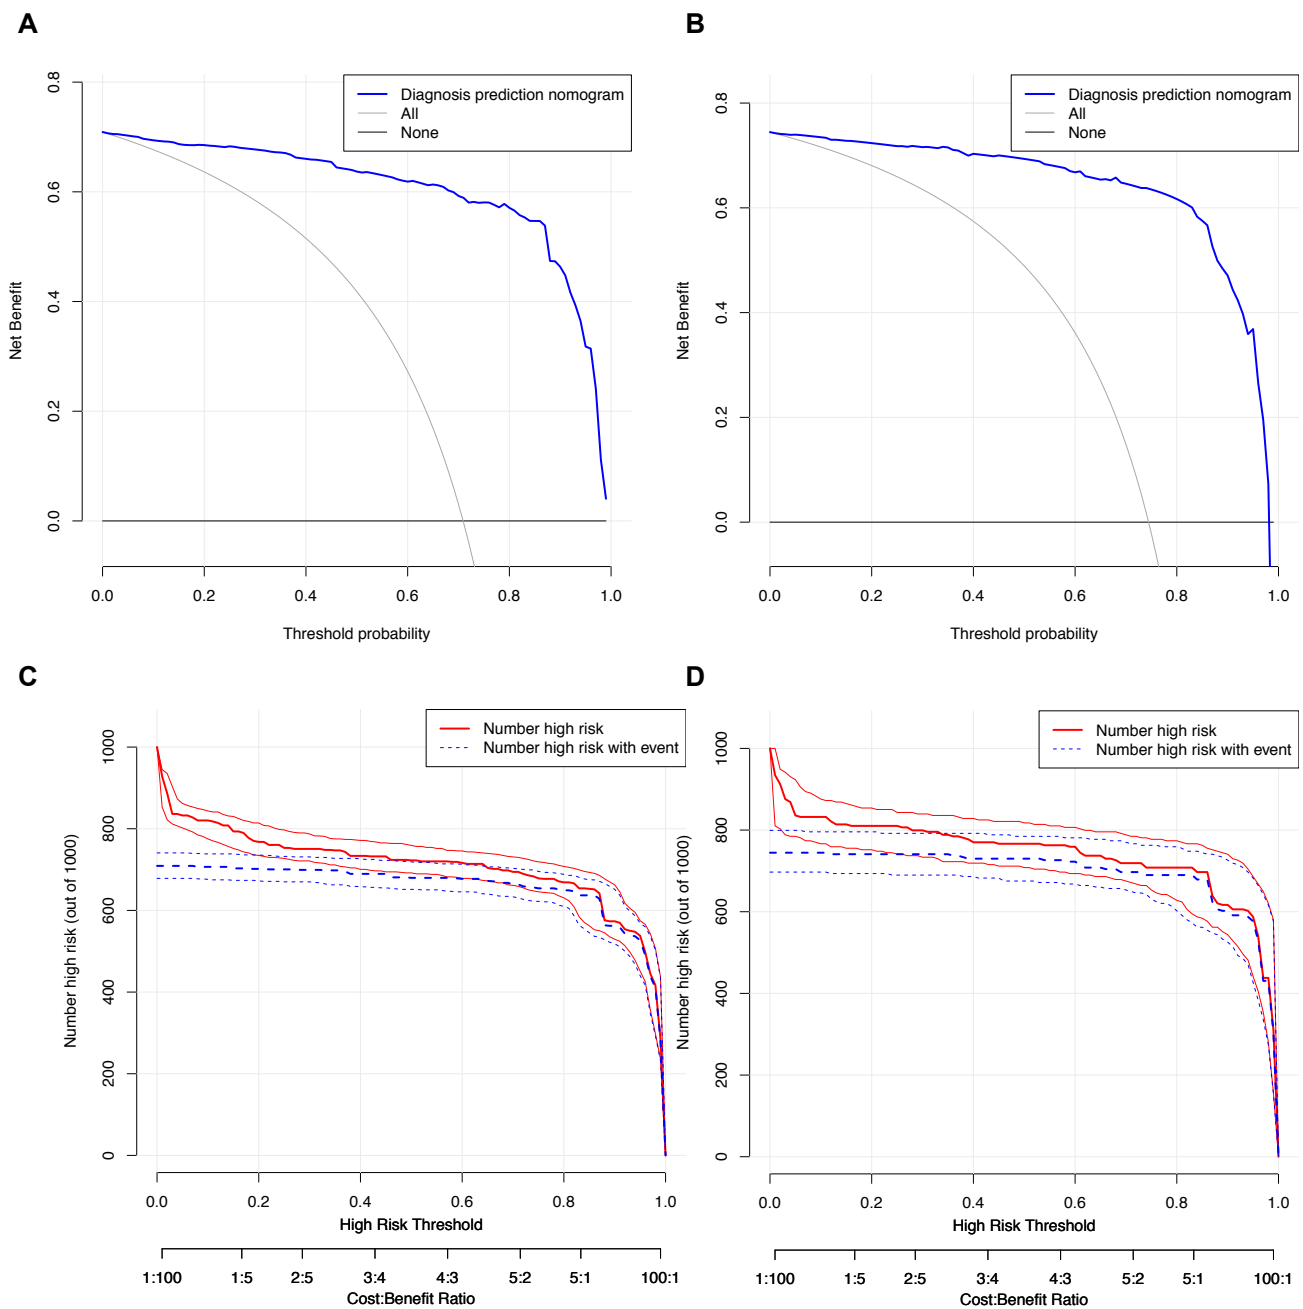 A
Diagnosis prediction nomogram
All
None
Net Benefit
0.8
0.6
0.4
0.2
0.0
0.0 0.2 0.4 0.6 0.8 1.0
Threshold probability
B
Diagnosis prediction nomogram
All
None
Net Benefit
0.8
0.6
0.4
0.2
0.0
0.0 0.2 0.4 0.6 0.8 1.0
Threshold probability
C
Number high risk
Number high risk with event
Number high risk (out of 1000)
1000
800
600
400
200
0
0.0 0.2 0.4 0.6 0.8 1.0
High Risk Threshold
1:100 1:5 2:5 3:4 4:3 5:2 5:1 100:1
Cost:Benefit Ratio
D
Number high risk
Number high risk with event
Number high risk (out of 1000)
1000
800
600
400
200
0
0.0 0.2 0.4 0.6 0.8 1.0
High Risk Threshold
1:100 1:5 2:5 3:4 4:3 5:2 5:1 100:1
Cost:Benefit Ratio